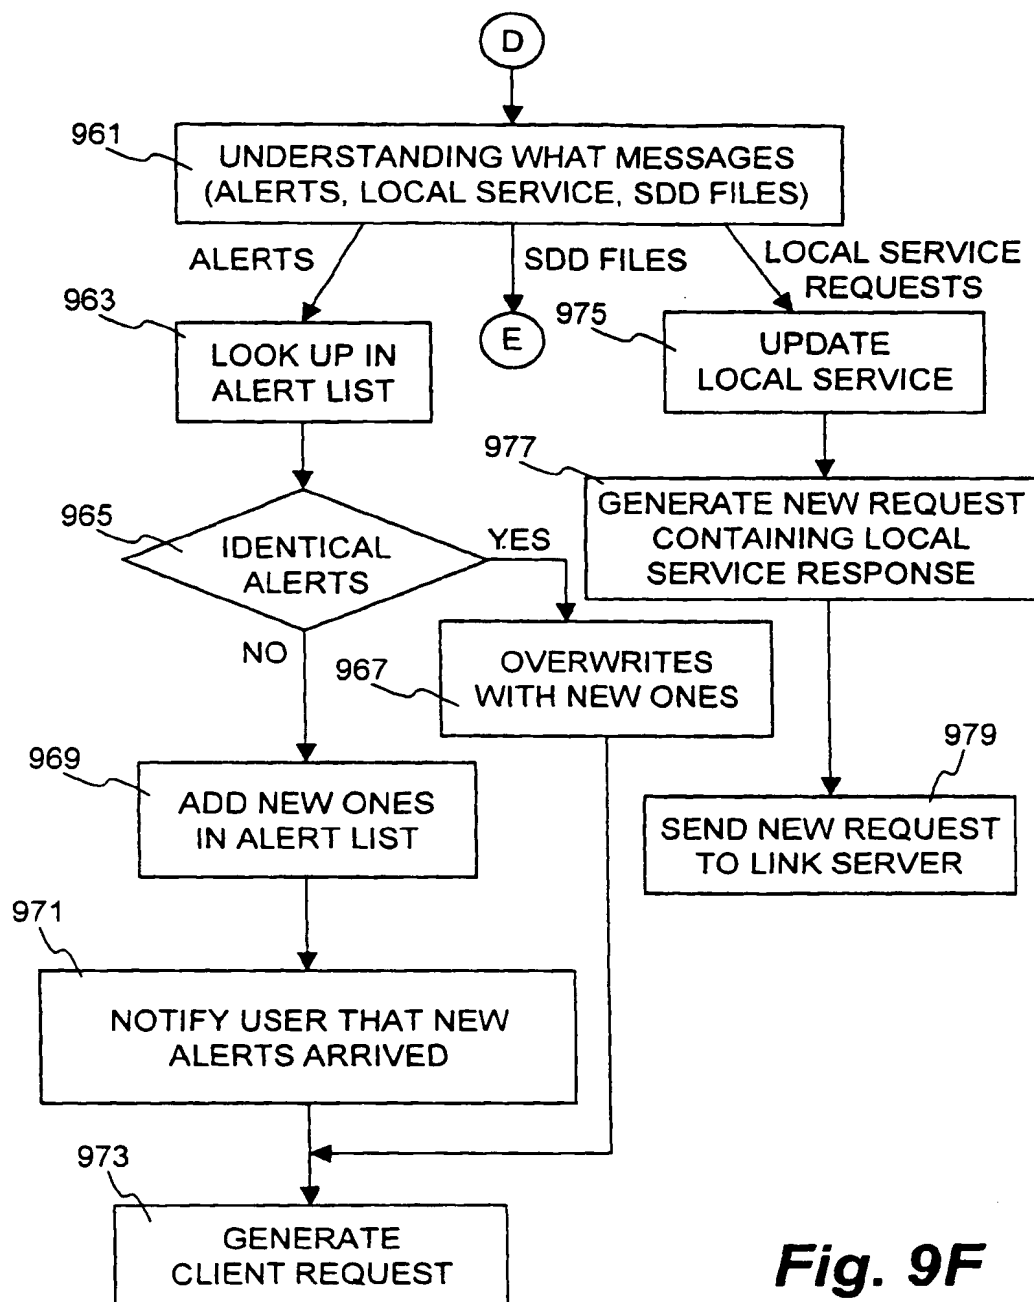 D
961
UNDERSTANDING WHAT MESSAGES
(ALERTS, LOCAL SERVICE, SDD FILES)
ALERTS
SDD FILES
LOCAL SERVICE
REQUESTS
963
LOOK UP IN
ALERT LIST
E
975
UPDATE
LOCAL SERVICE
977
GENERATE NEW REQUEST
CONTAINING LOCAL
SERVICE RESPONSE
965
IDENTICAL
ALERTS
YES
NO
967
OVERWRITES
WITH NEW ONES
979
SEND NEW REQUEST
TO LINK SERVER
969
ADD NEW ONES
IN ALERT LIST
971
NOTIFY USER THAT NEW
ALERTS ARRIVED
973
GENERATE
CLIENT REQUEST
Fig. 9F